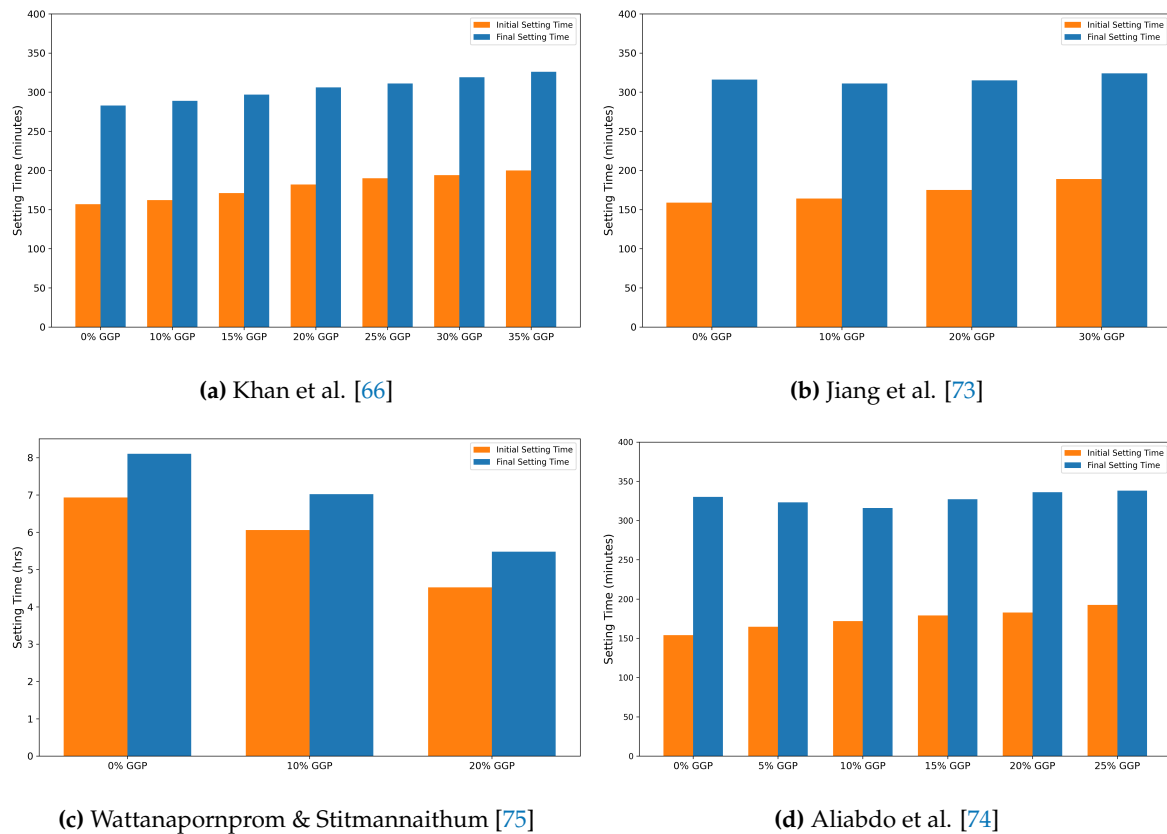 400
350
300
250
200
150
100
50
0
Setting Time (minutes)
Initial Setting Time
Final Setting Time
0% GGP 10% GGP 15% GGP 20% GGP 25% GGP 30% GGP 35% GGP
(a) Khan et al. [66]
400
350
300
250
200
150
100
50
0
Setting Time (minutes)
Initial Setting Time
Final Setting Time
0% GGP 10% GGP 20% GGP 30% GGP
(b) Jiang et al. [73]
8
7
6
5
4
3
2
1
0
Setting Time (hrs)
Initial Setting Time
Final Setting Time
0% GGP 10% GGP 20% GGP
(c) Wattanapornprom & Stitmannaithum [75]
400
350
300
250
200
150
100
50
0
Setting Time (minutes)
Initial Setting Time
Final Setting Time
0% GGP 5% GGP 10% GGP 15% GGP 20% GGP 25% GGP
(d) Aliabdo et al. [74]